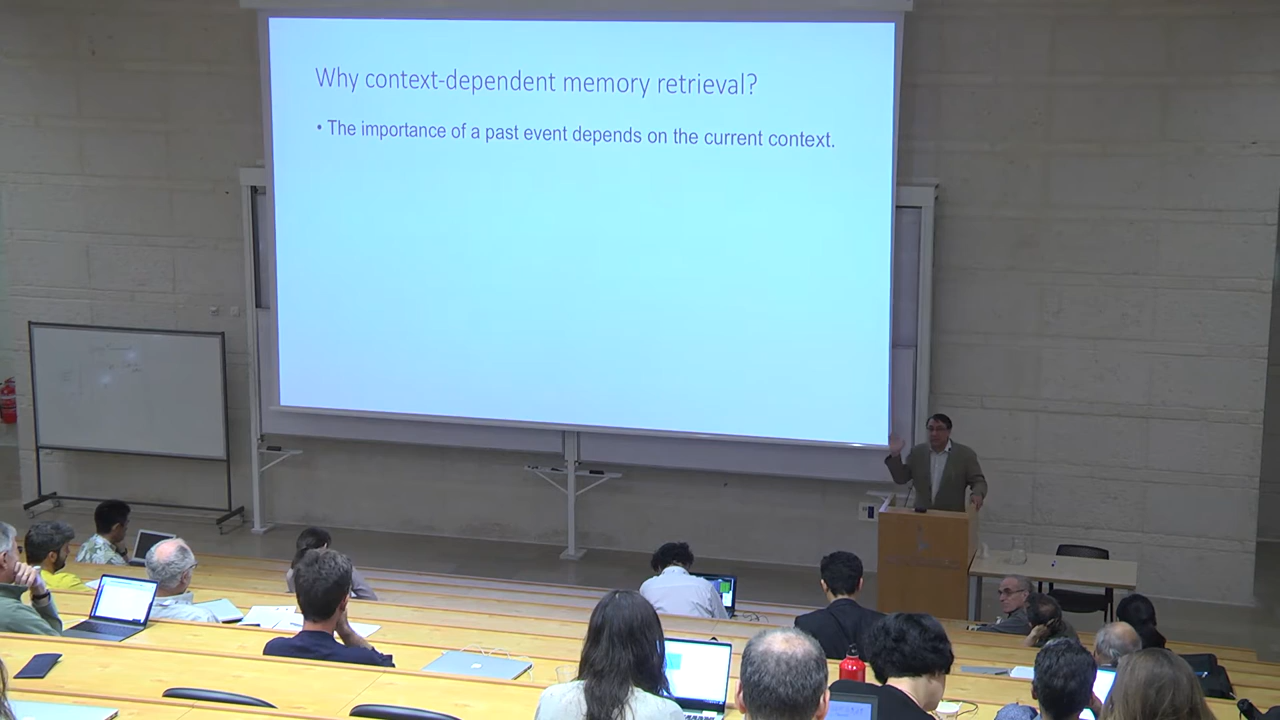 Why context-dependent memory retrieval?
• The importance of a past event depends on the current context.